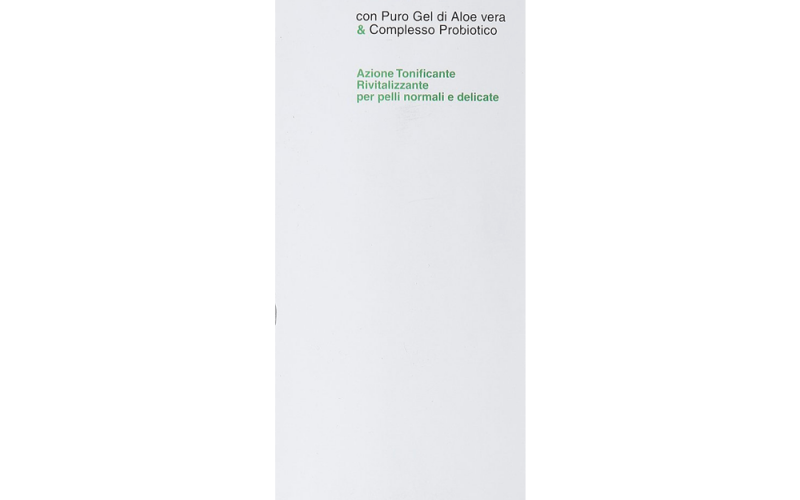 con Puro Gel di Aloe vera
& Complesso Probiotico
Azione Tonificante
Rivitalizzante
per pelli normali e delicate